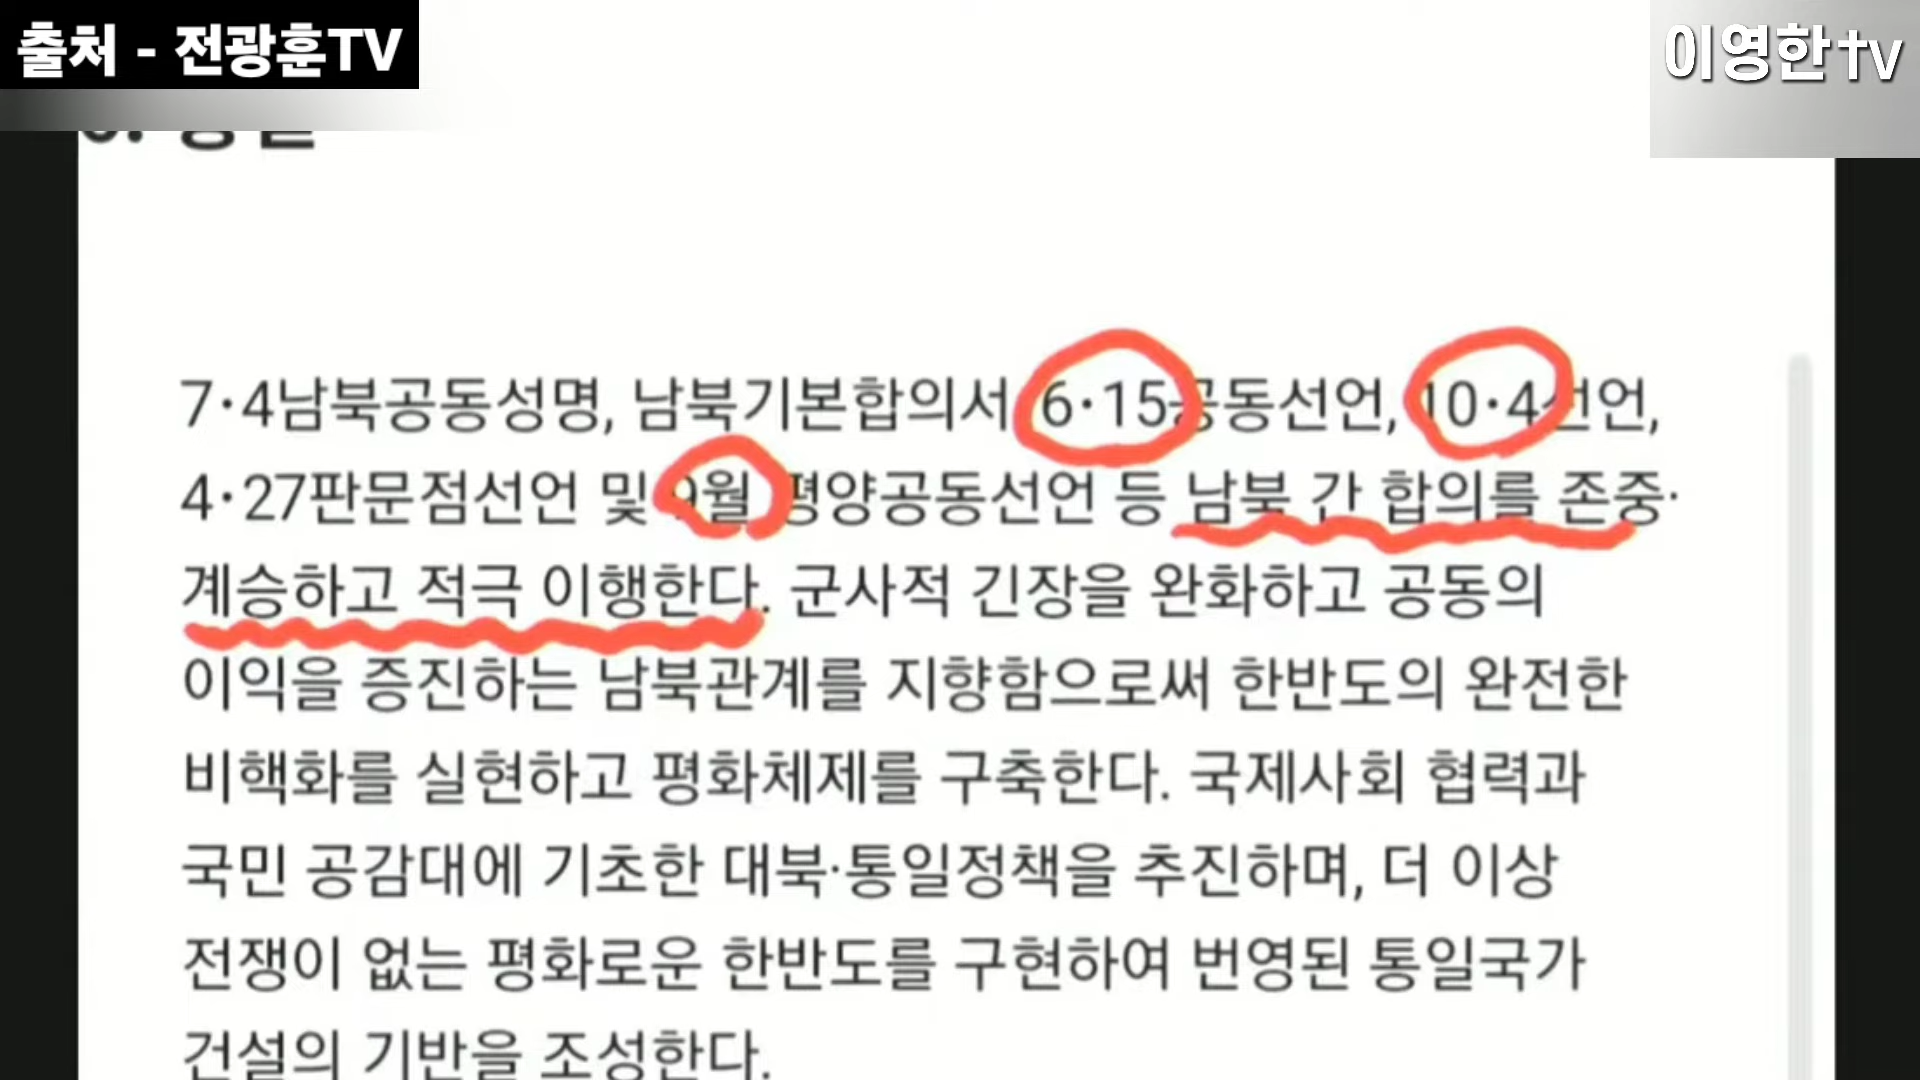 출처 - 전광훈TV
이영한tv
7·4남북공동성명, 남북기본합의서 6·15공동선언, 10·4선언,
4·27판문점선언 및 9월 평양공동선언 등 남북 간 합의를 존중·
계승하고 적극 이행한다. 군사적 긴장을 완화하고 공동의
이익을 증진하는 남북관계를 지향함으로써 한반도의 완전한
비핵화를 실현하고 평화체제를 구축한다. 국제사회 협력과
국민 공감대에 기초한 대북·통일정책을 추진하며, 더 이상
전쟁이 없는 평화로운 한반도를 구현하여 번영된 통일국가
건설의 기반을 조성한다.